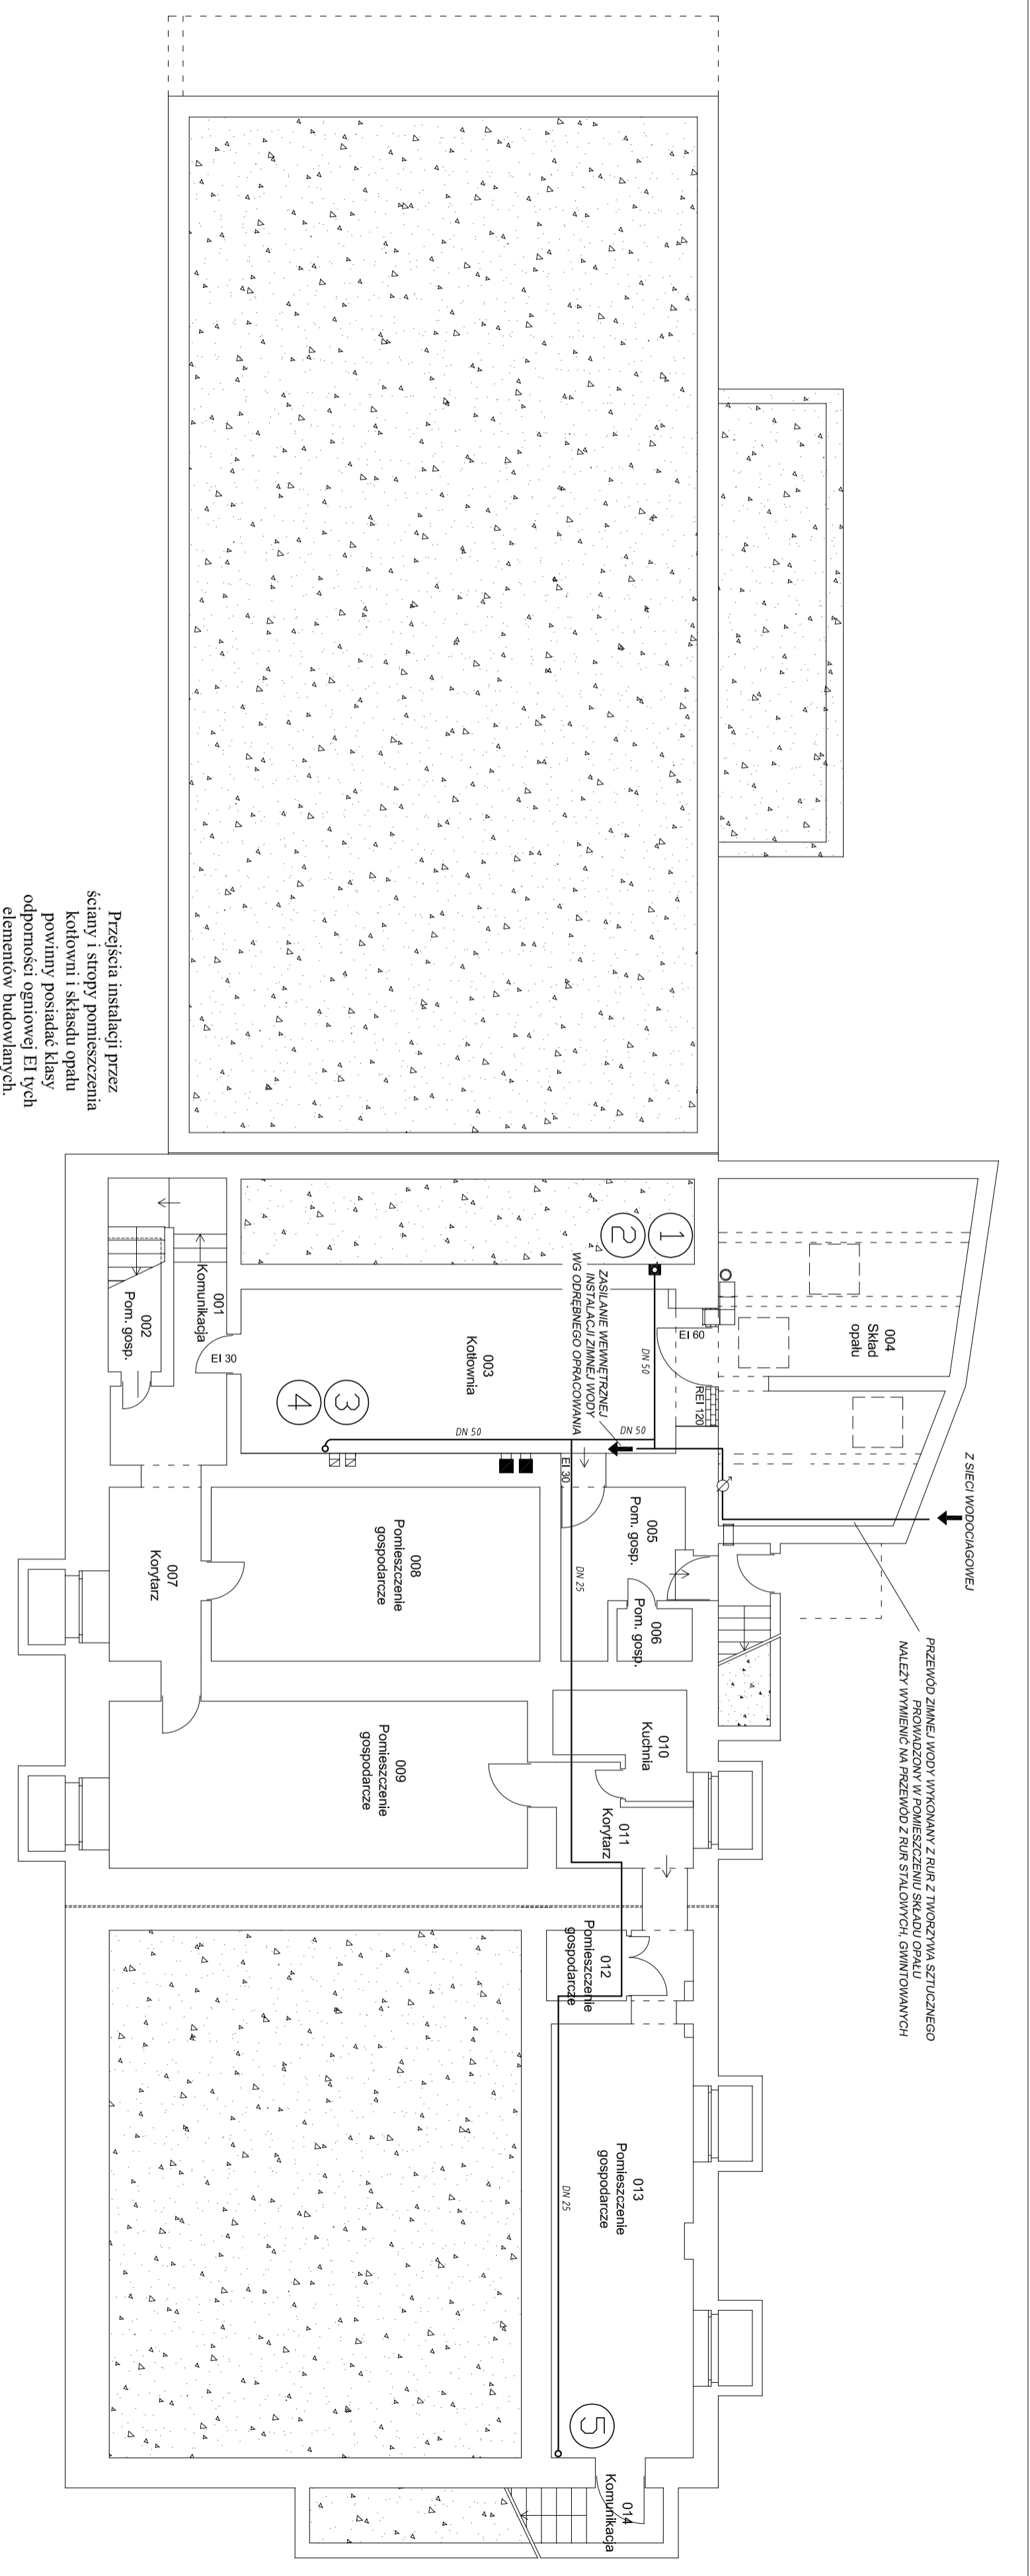 Z SIECI WODOCIAGOWEJ
PRZEWÓD ZIMNEJ WODY WYKONANY Z RUR Z TWORZYWA SZTUCZNEGO
PROWADZONY W POMIESZCZENIU SKŁADU OPAŁU
NALEŻY WYMIENIĆ NA PRZEWÓD Z RUR STALOWYCH, GWINTOWANYCH
004
Skład
opału
EI 60
REI 120
1
2
DN 50
ZASILANIE WEWNĘTRZNEJ
INSTALACJI ZIMNEJ WODY
WG ODRĘBNEGO OPRACOWANIA
DN 50
003
Kotłownia
DN 50
3
4
EI 30
EI 30
001
Komunikacja
002
Pom. gosp.
005
Pom. gosp.
006
Pom. gosp.
DN 25
008
Pomieszczenie
gospodarcze
007
Korytarz
010
Kuchnia
011
Korytarz
009
Pomieszczenie
gospodarcze
012
Pomieszczenie
gospodarcze
013
Pomieszczenie
gospodarcze
DN 25
5
014
Komunikacja
Przejścia instalacji przez
ściany i stropy pomieszczenia
kotłowni i składsu opału
powinny posiadać klasy
odporności ogniowej EI tych
elementów budowlanych.